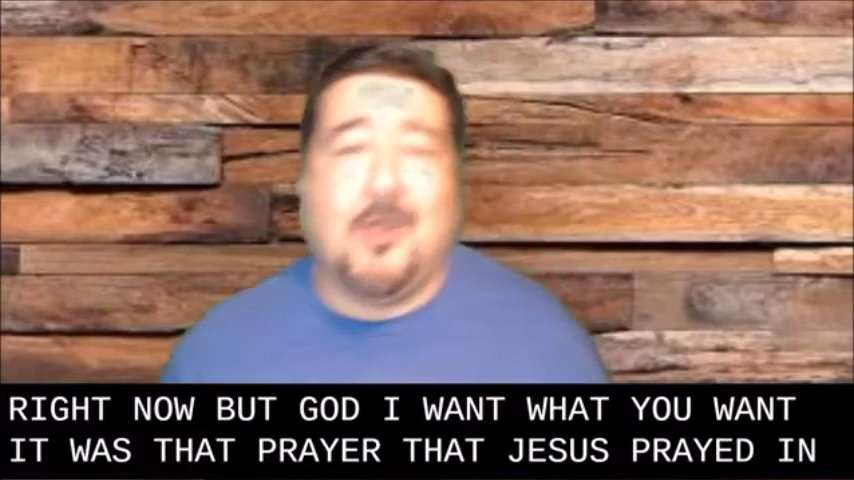 RIGHT NOW BUT GOD I WANT WHAT YOU WANT
IT WAS THAT PRAYER THAT JESUS PRAYED IN